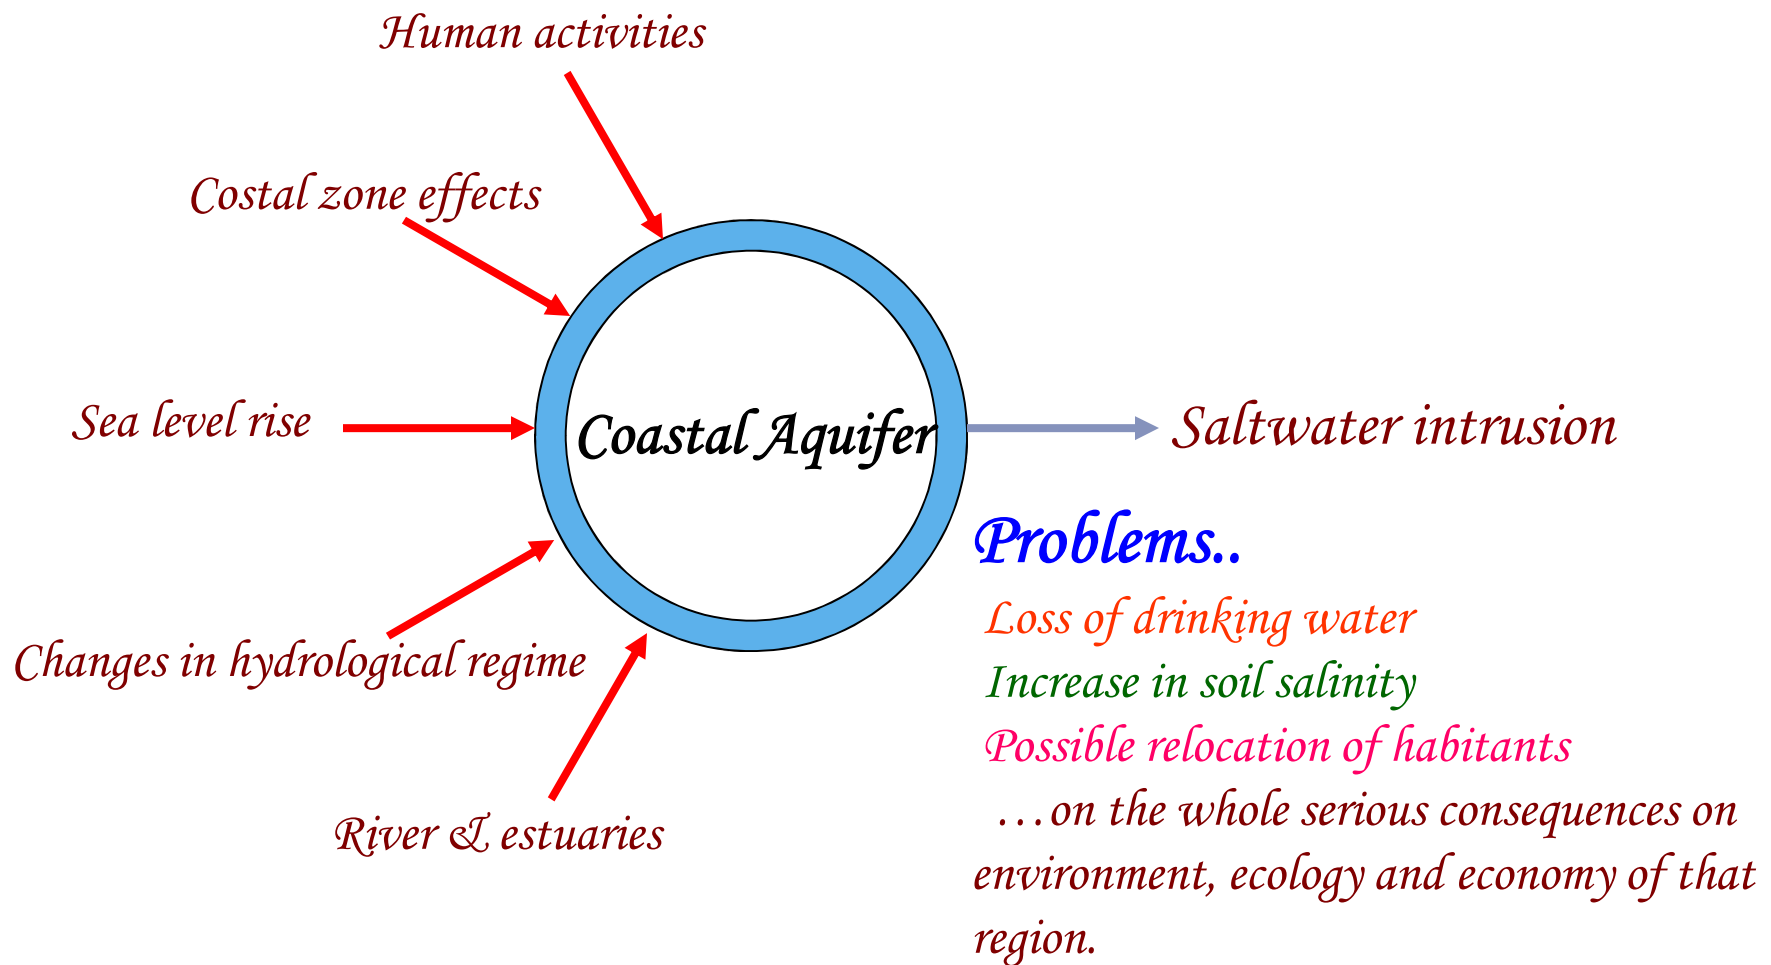 Human activities
Costal zone effects
Sea level rise
Coastal Aquifer
Saltwater intrusion
Changes in hydrological regime
River & estuaries
Problems..
Loss of drinking water
Increase in soil salinity
Possible relocation of habitants
…on the whole serious consequences on
environment, ecology and economy of that
region.